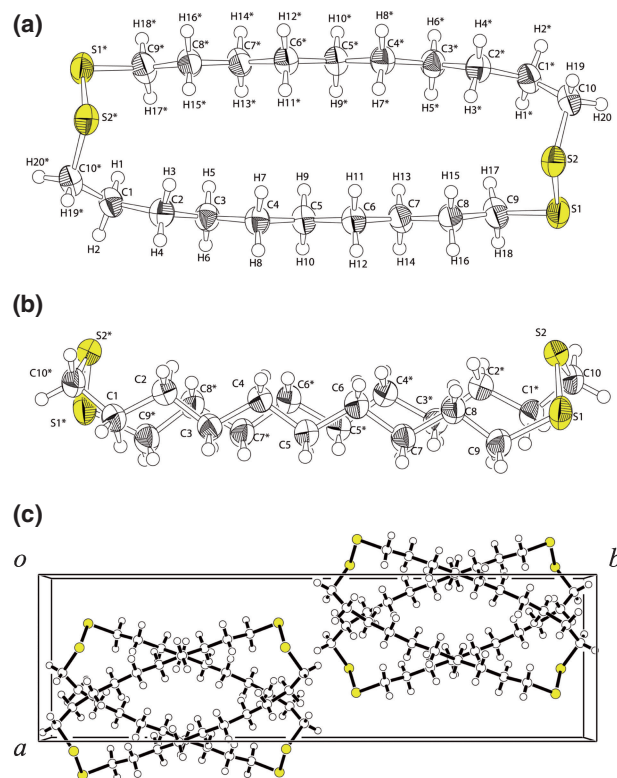 (a)
H18* H16* H14* H12* H10* H8* H6* H4* H2*
S1* C9* C8* C7* C6* C5* C4* C3* C2* C1* H19
C10
H17* H15* H13* H11* H9* H7* H5* H3* H1* H20
S2*
H20* C10* H1 H3 H5 H7 H9 H11 H13 H15 H17 S2
H19* C1 C2 C3 C4 C5 C6 C7 C8 C9 S1
H2 H4 H6 H8 H10 H12 H14 H16 H18
(b)
S2* S2
C10* C2 C8* C4 C6* C6 C4* C2* C1* C10
C1 C3* S1
S1* C9* C3 C7* C5 C5* C7 C8 C9
(c)
o b
a